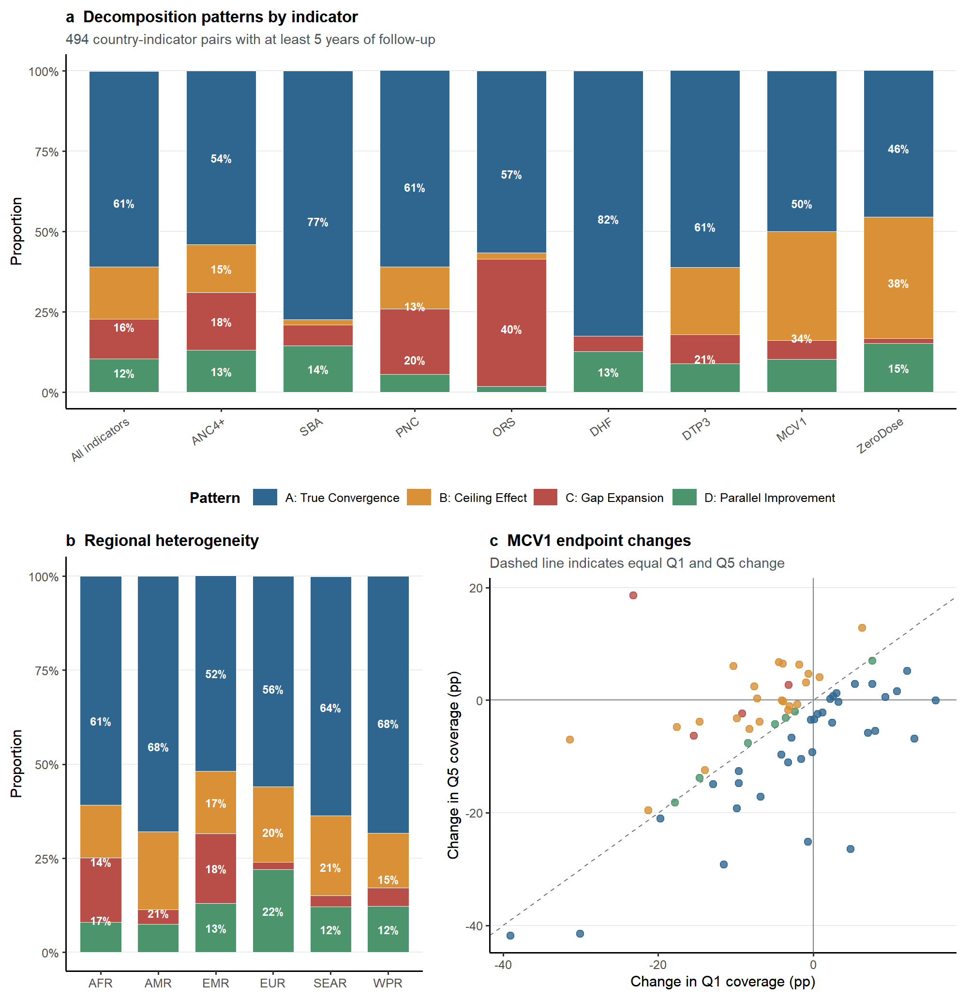 a  Decomposition patterns by indicator
494 country-indicator pairs with at least 5 years of follow-up
Proportion
100%
75%
50%
25%
0%
61%
16%
12%
54%
15%
18%
13%
77%
14%
61%
13%
20%
57%
40%
82%
13%
61%
21%
50%
34%
46%
38%
15%
All indicators
ANC4+
SBA
PNC
ORS
DHF
DTP3
MCV1
ZeroDose
Pattern
A: True Convergence
B: Ceiling Effect
C: Gap Expansion
D: Parallel Improvement
b  Regional heterogeneity
Proportion
100%
75%
50%
25%
0%
61%
14%
17%
68%
21%
52%
17%
18%
13%
56%
20%
22%
64%
21%
12%
68%
15%
12%
AFR
AMR
EMR
EUR
SEAR
WPR
c  MCV1 endpoint changes
Dashed line indicates equal Q1 and Q5 change
Change in Q5 coverage (pp)
20
0
-20
-40
-40
-20
0
Change in Q1 coverage (pp)